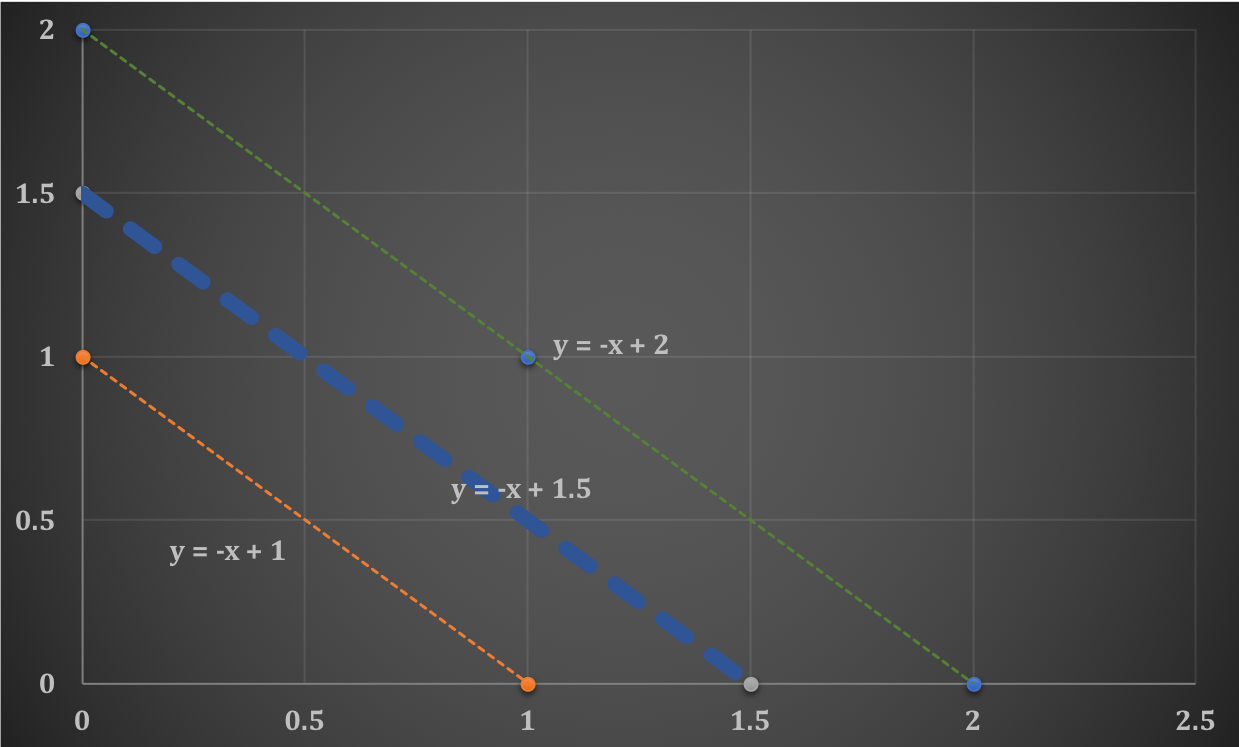 2
1.5
1
y = -x + 2
y = -x + 1.5
0.5
y = -x + 1
0
0 0.5 1 1.5 2 2.5